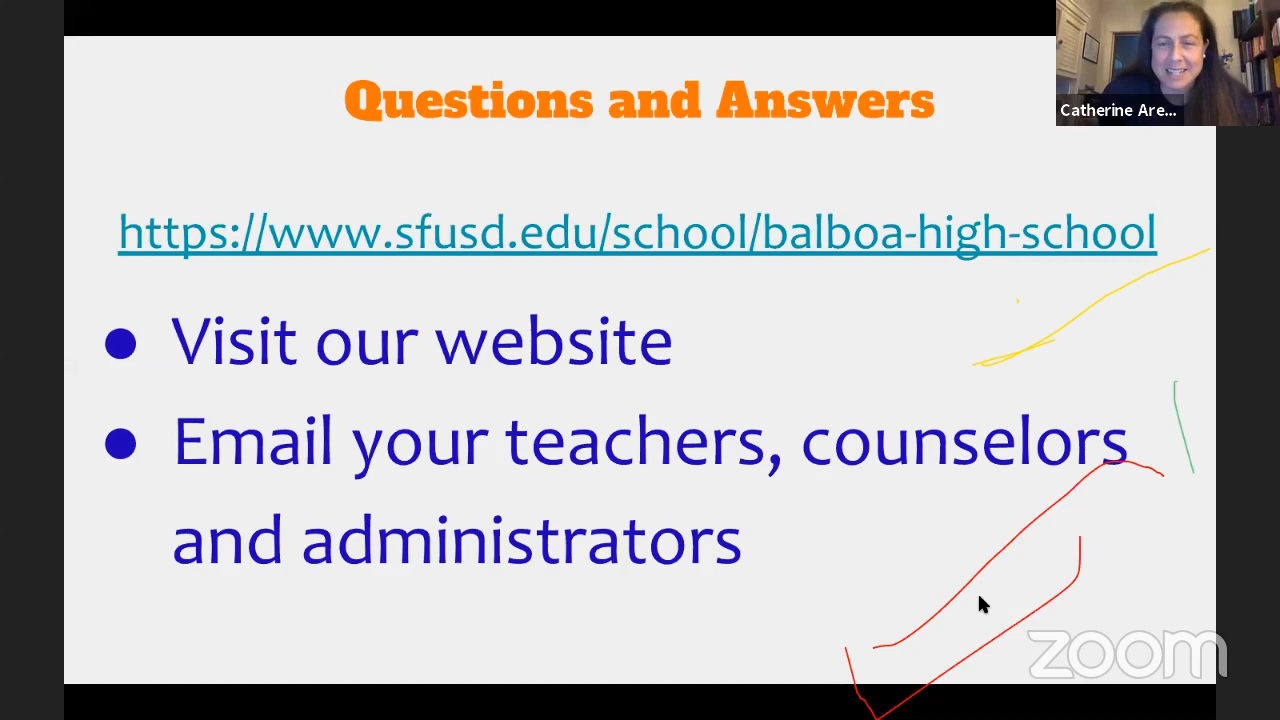 Questions and Answers
Catherine Are...
https://www.sfusd.edu/school/balboa-high-school
● Visit our website
● Email your teachers, counselors
and administrators
zoom